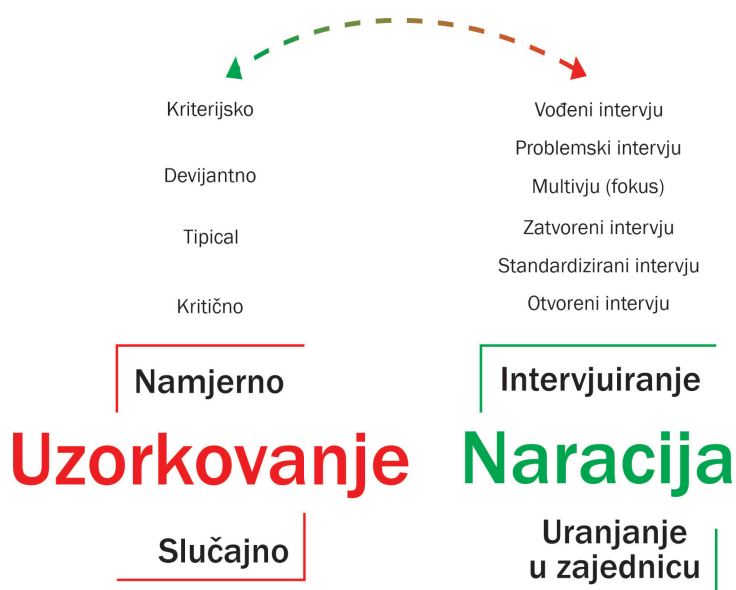 Kriterijsko
Devijantno
Tipical
Kritično
Namjerno
Uzorkovanje
Slučajno
Vođeni intervju
Problemski intervju
Multivju (fokus)
Zatvoreni intervju
Standardizirani intervju
Otvoreni intervju
Intervjuiranje
Naracija
Uranjanje
u zajednicu